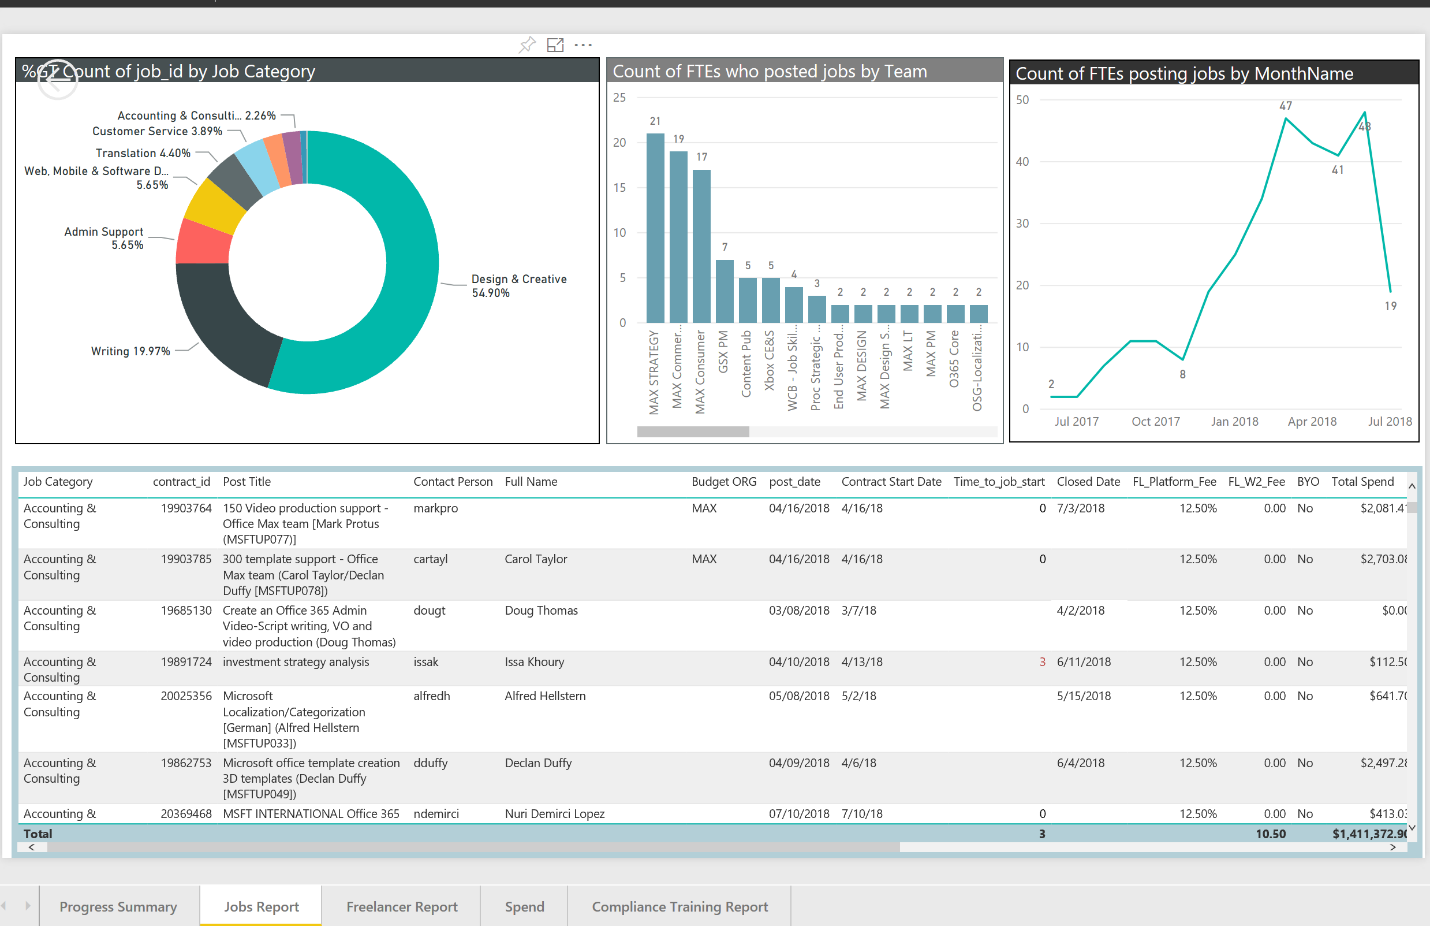 %GT Count of job_id by Job Category
Accounting & Consulti... 2.26%
Customer Service 3.89%
Translation 4.40%
Web, Mobile & Software D...
5.65%
Admin Support
5.65%
Design & Creative
54.90%
Writing 19.97%
Count of FTEs who posted jobs by Team
25
20
15
10
5
0
21
19
17
7
5
5
4
3
2
2
2
2
2
2
2
MAX STRATEGY
MAX Commer...
MAX Consumer
GSX PM
Content Pub
Xbox CE&S
WCB - Job Skil...
Proc Strategic ...
End User Prod...
MAX DESIGN
MAX Design S...
MAX LT
MAX PM
O365 Core
OSG-Localizati...
Count of FTEs posting jobs by MonthName
50
40
30
20
10
0
2
8
47
41
48
19
Jul 2017
Oct 2017
Jan 2018
Apr 2018
Jul 2018
Job Category contract_id Post Title Contact Person Full Name Budget ORG post_date Contract Start Date Time_to_job_start Closed Date FL_Platform_Fee FL_W2_Fee BYO Total Spend
Accounting & 19903764 150 Video production support - markpro MAX 04/16/2018 4/16/18 0 7/3/2018 12.50% 0.00 No $2,081.41
Consulting Office Max team [Mark Protus
(MSFTUP077)]
Accounting & 19903785 300 template support - Office cartayl Carol Taylor MAX 04/16/2018 4/16/18 0 12.50% 0.00 No $2,703.08
Consulting Max team (Carol Taylor/Declan
Duffy [MSFTUP078])
Accounting & 19685130 Create an Office 365 Admin dougt Doug Thomas 03/08/2018 3/7/18 4/2/2018 12.50% 0.00 No $0.00
Consulting Video-Script writing, VO and
video production (Doug Thomas)
Accounting & 19891724 investment strategy analysis issak Issa Khoury 04/10/2018 4/13/18 3 6/11/2018 12.50% 0.00 No $112.50
Consulting
Accounting & 20025356 Microsoft alfredh Alfred Hellstern 05/08/2018 5/2/18 5/15/2018 12.50% 0.00 No $641.70
Consulting Localization/Categorization
[German] (Alfred Hellstern
[MSFTUP033])
Accounting & 19862753 Microsoft office template creation dduffy Declan Duffy 04/09/2018 4/6/18 6/4/2018 12.50% 0.00 No $2,497.28
Consulting 3D templates (Declan Duffy
[MSFTUP049])
Accounting & 20369468 MSFT INTERNATIONAL Office 365 ndemirci Nuri Demirci Lopez 07/10/2018 7/10/18 0 12.50% 0.00 No $413.03
Total 3 10.50 $1,411,372.90
Progress Summary Jobs Report Freelancer Report Spend Compliance Training Report